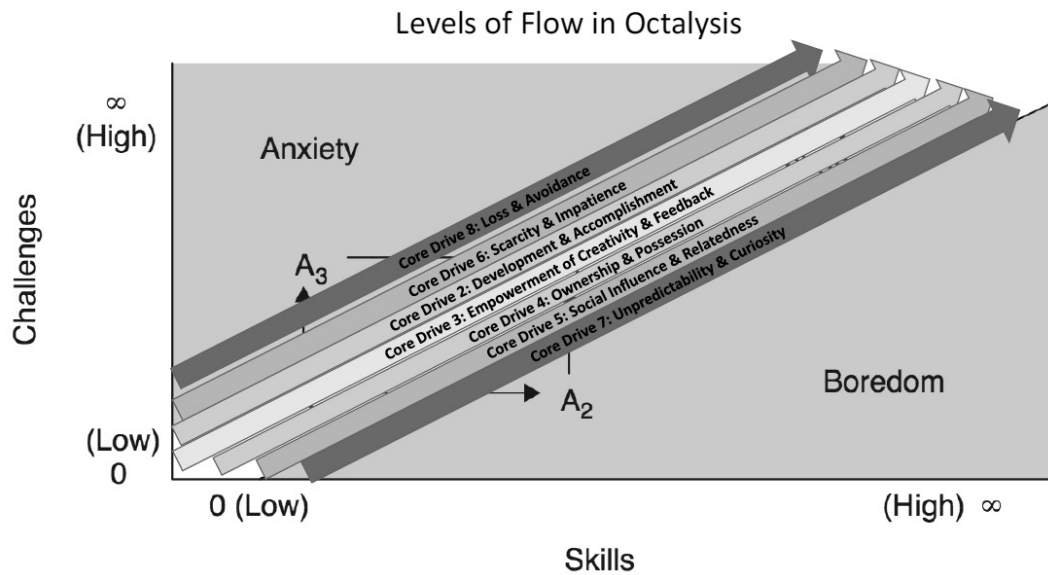 Levels of Flow in Octalysis
∞
(High)
Anxiety
Challenges
Core Drive 8: Loss & Avoidance
Core Drive 6: Scarcity & Impatience
Core Drive 2: Development & Accomplishment
Core Drive 3: Empowerment of Creativity & Feedback
Core Drive 4: Ownership & Possession
Core Drive 5: Social Influence & Relatedness
Core Drive 7: Unpredictability & Curiosity
A3
A2
Boredom
(Low)
0
0 (Low)
(High) ∞
Skills